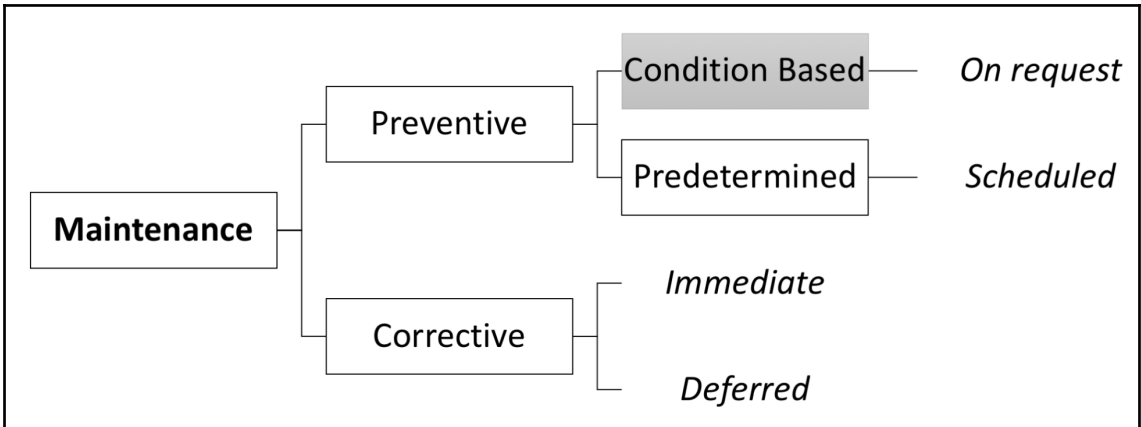 Condition Based
On request
Preventive
Predetermined
Scheduled
Maintenance
Immediate
Corrective
Deferred